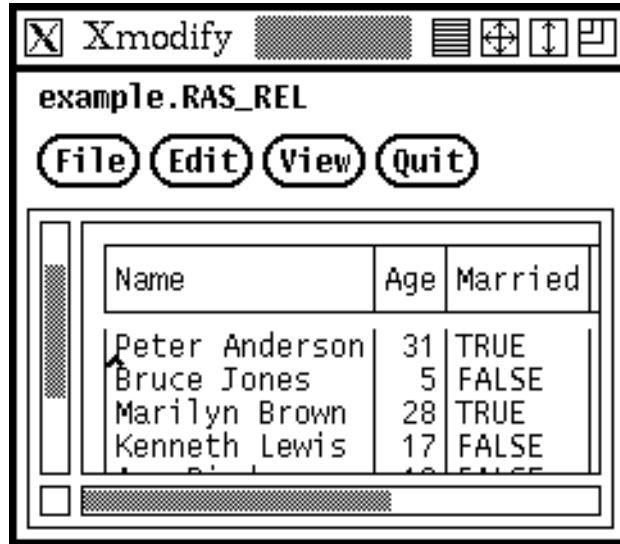 X Xmodify
example.RAS_REL
File Edit View Quit
Name Age Married
Peter Anderson 31 TRUE
Bruce Jones 5 FALSE
Marilyn Brown 28 TRUE
Kenneth Lewis 17 FALSE